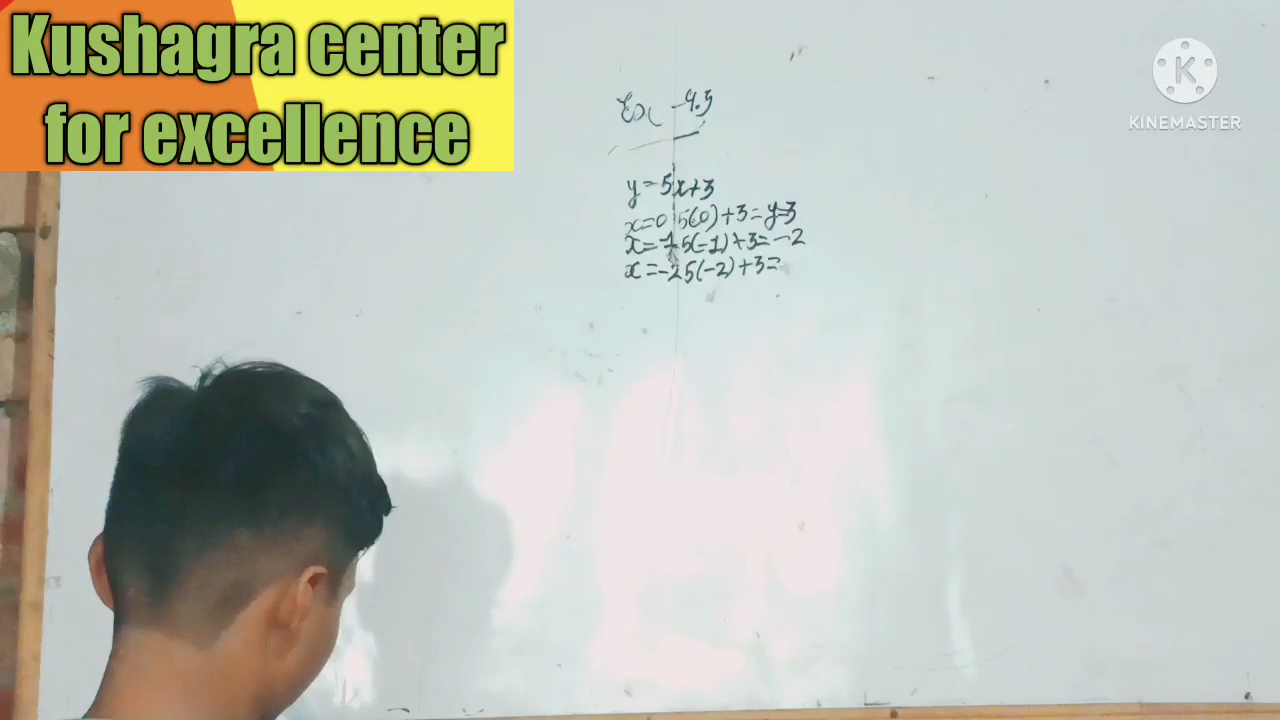 Kushagra center
for excellence
KINEMASTER
Ex -4.5
y=5x+3
x=0 5(0)+3=y=3
x=-1 5(-1)+3=-2
x=-2 5(-2)+3=